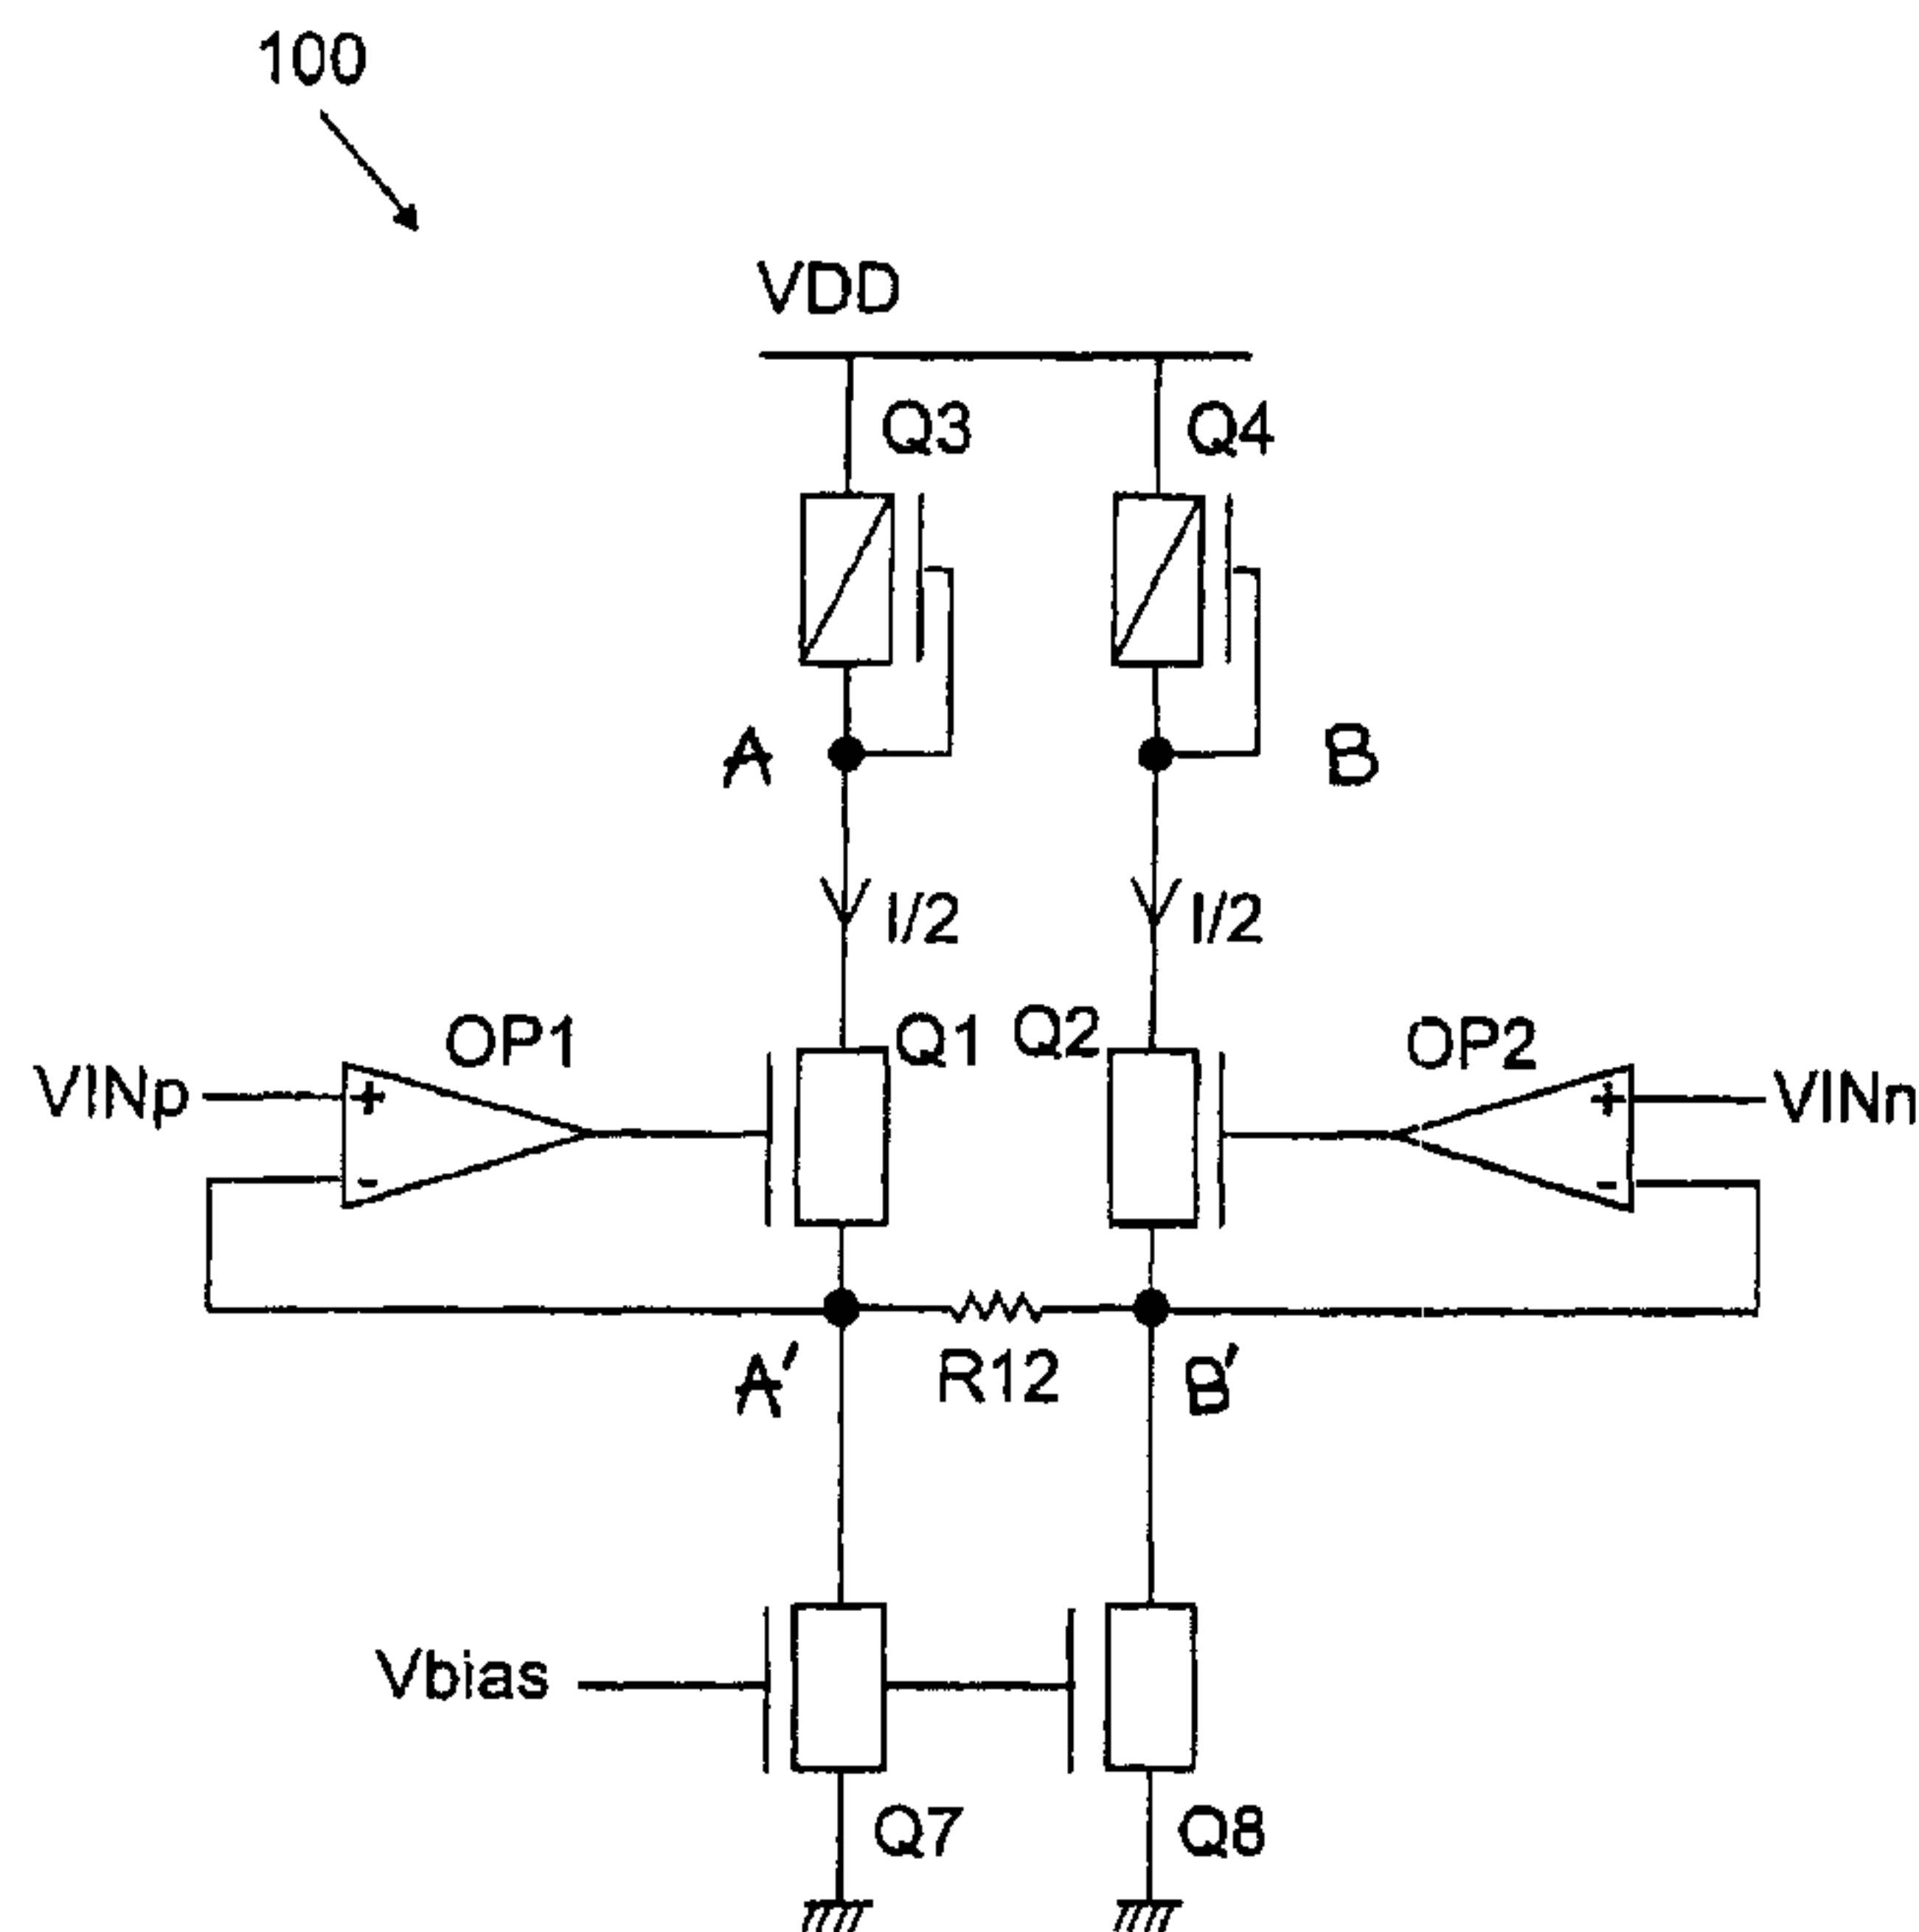 100
VDD
Q3
Q4
A
B
I/2
I/2
OP1
Q1
Q2
OP2
VINp
+
+
VINn
-
-
A'
R12
B'
Vbias
Q7
Q8